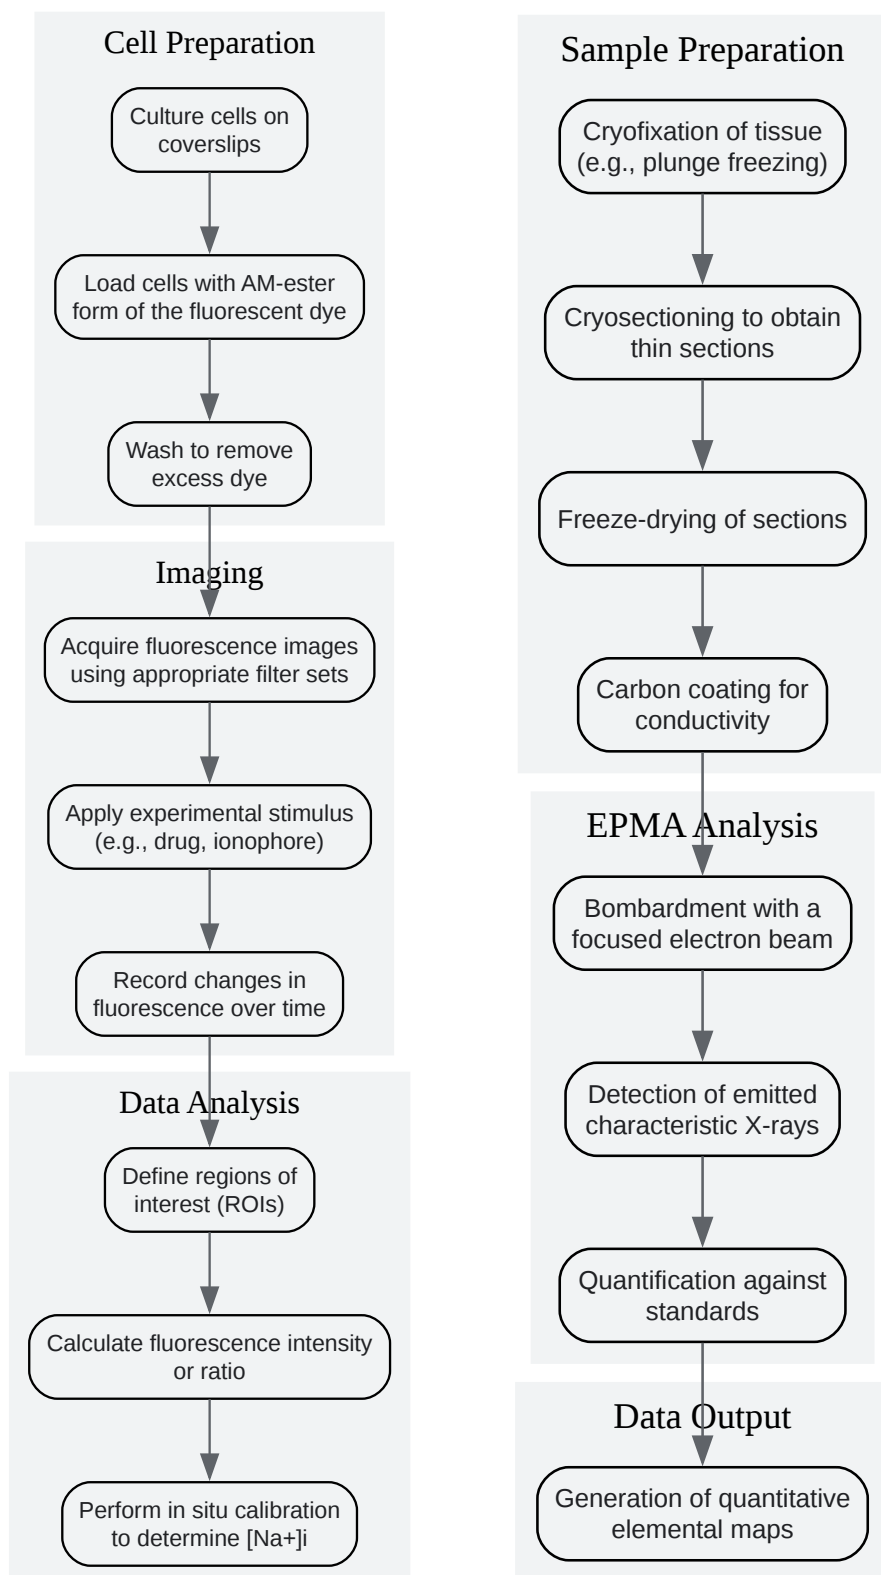 Cell Preparation
Culture cells on
coverslips
Load cells with AM-ester
form of the fluorescent dye
Wash to remove
excess dye
Imaging
Acquire fluorescence images
using appropriate filter sets
Apply experimental stimulus
(e.g., drug, ionophore)
Record changes in
fluorescence over time
Data Analysis
Define regions of
interest (ROIs)
Calculate fluorescence intensity
or ratio
Perform in situ calibration
to determine [Na+]i
Sample Preparation
Cryofixation of tissue
(e.g., plunge freezing)
Cryosectioning to obtain
thin sections
Freeze-drying of sections
Carbon coating for
conductivity
EPMA Analysis
Bombardment with a
focused electron beam
Detection of emitted
characteristic X-rays
Quantification against
standards
Data Output
Generation of quantitative
elemental maps